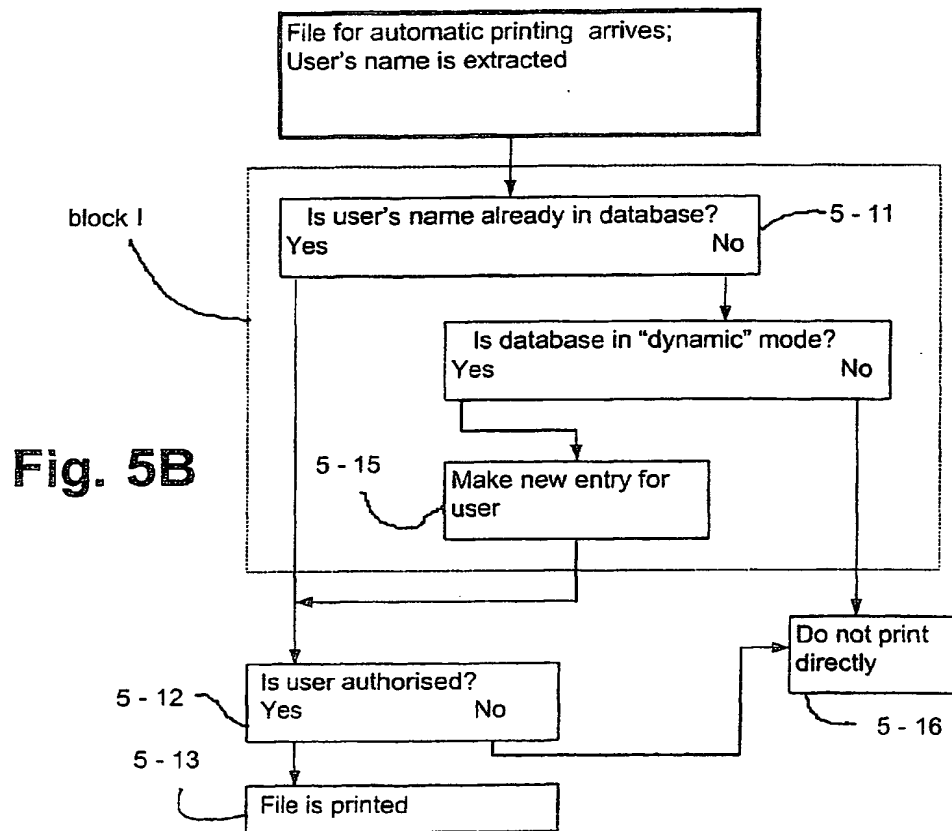 File for automatic printing arrives;
User's name is extracted
block I
Is user's name already in database?
Yes No
5 - 11
Is database in "dynamic" mode?
Yes No
Fig. 5B
5 - 15
Make new entry for
user
Do not print
directly
5 - 16
5 - 12
Is user authorised?
Yes No
5 - 13
File is printed